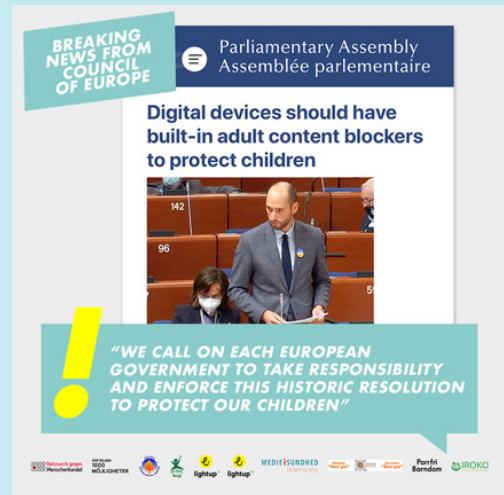 BREAKING
NEWS FROM
COUNCIL
OF EUROPE
Parliamentary Assembly
Assemblée parlementaire
Digital devices should have
built-in adult content blockers
to protect children
142
96
59
"WE CALL ON EACH EUROPEAN
GOVERNMENT TO TAKE RESPONSIBILITY
AND ENFORCE THIS HISTORIC RESOLUTION
TO PROTECT OUR CHILDREN"
Netzwerk gegen
Menschenhandel
1000
MÖJLIGHETER
lightup
lightup
MEDIESUNDHED
Porrfri
Barndom
IROKO